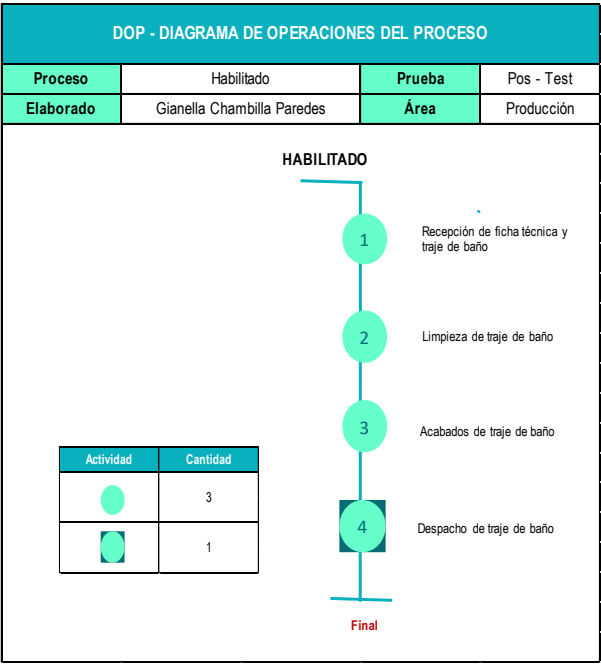 DOP - DIAGRAMA DE OPERACIONES DEL PROCESO
Proceso Habilitado Prueba Pos - Test
Elaborado Gianella Chambilla Paredes Área Producción
HABILITADO
1 Recepción de ficha técnica y
traje de baño
2 Limpieza de traje de baño
3 Acabados de traje de baño
Actividad Cantidad
3
4 Despacho de traje de baño
1
Final